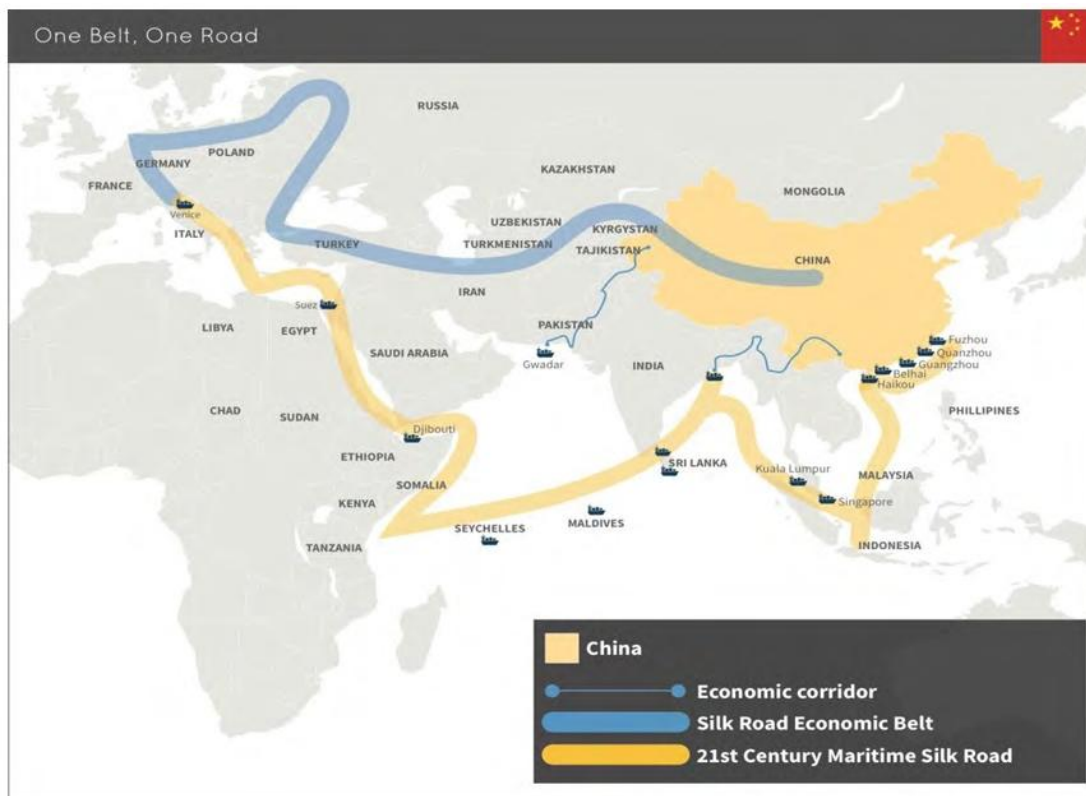 One Belt, One Road
RUSSIA
POLAND
GERMANY
KAZAKHSTAN
FRANCE
MONGOLIA
Venice
UZBEKISTAN
KYRGYSTAN
ITALY
TURKEY
TURKMENISTAN
TAJIKISTAN
CHINA
IRAN
Suez
LIBYA
EGYPT
PAKISTAN
Fuzhou
SAUDI ARABIA
Gwadar
INDIA
Quanzhou
Guangzhou
Belhai
Haikou
CHAD
SUDAN
PHILLIPINES
Djibouti
ETHIOPIA
SRI LANKA
Kuala Lumpur
MALAYSIA
SOMALIA
KENYA
Singapore
SEYCHELLES
MALDIVES
TANZANIA
INDONESIA
China
Economic corridor
Silk Road Economic Belt
21st Century Maritime Silk Road